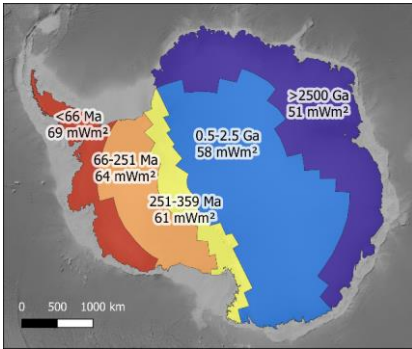 <66 Ma
69 mWm²
>2500 Ga
51 mWm²
0.5-2.5 Ga
58 mWm²
66-251 Ma
64 mWm²
251-359 Ma
61 mWm²
0 500 1000 km